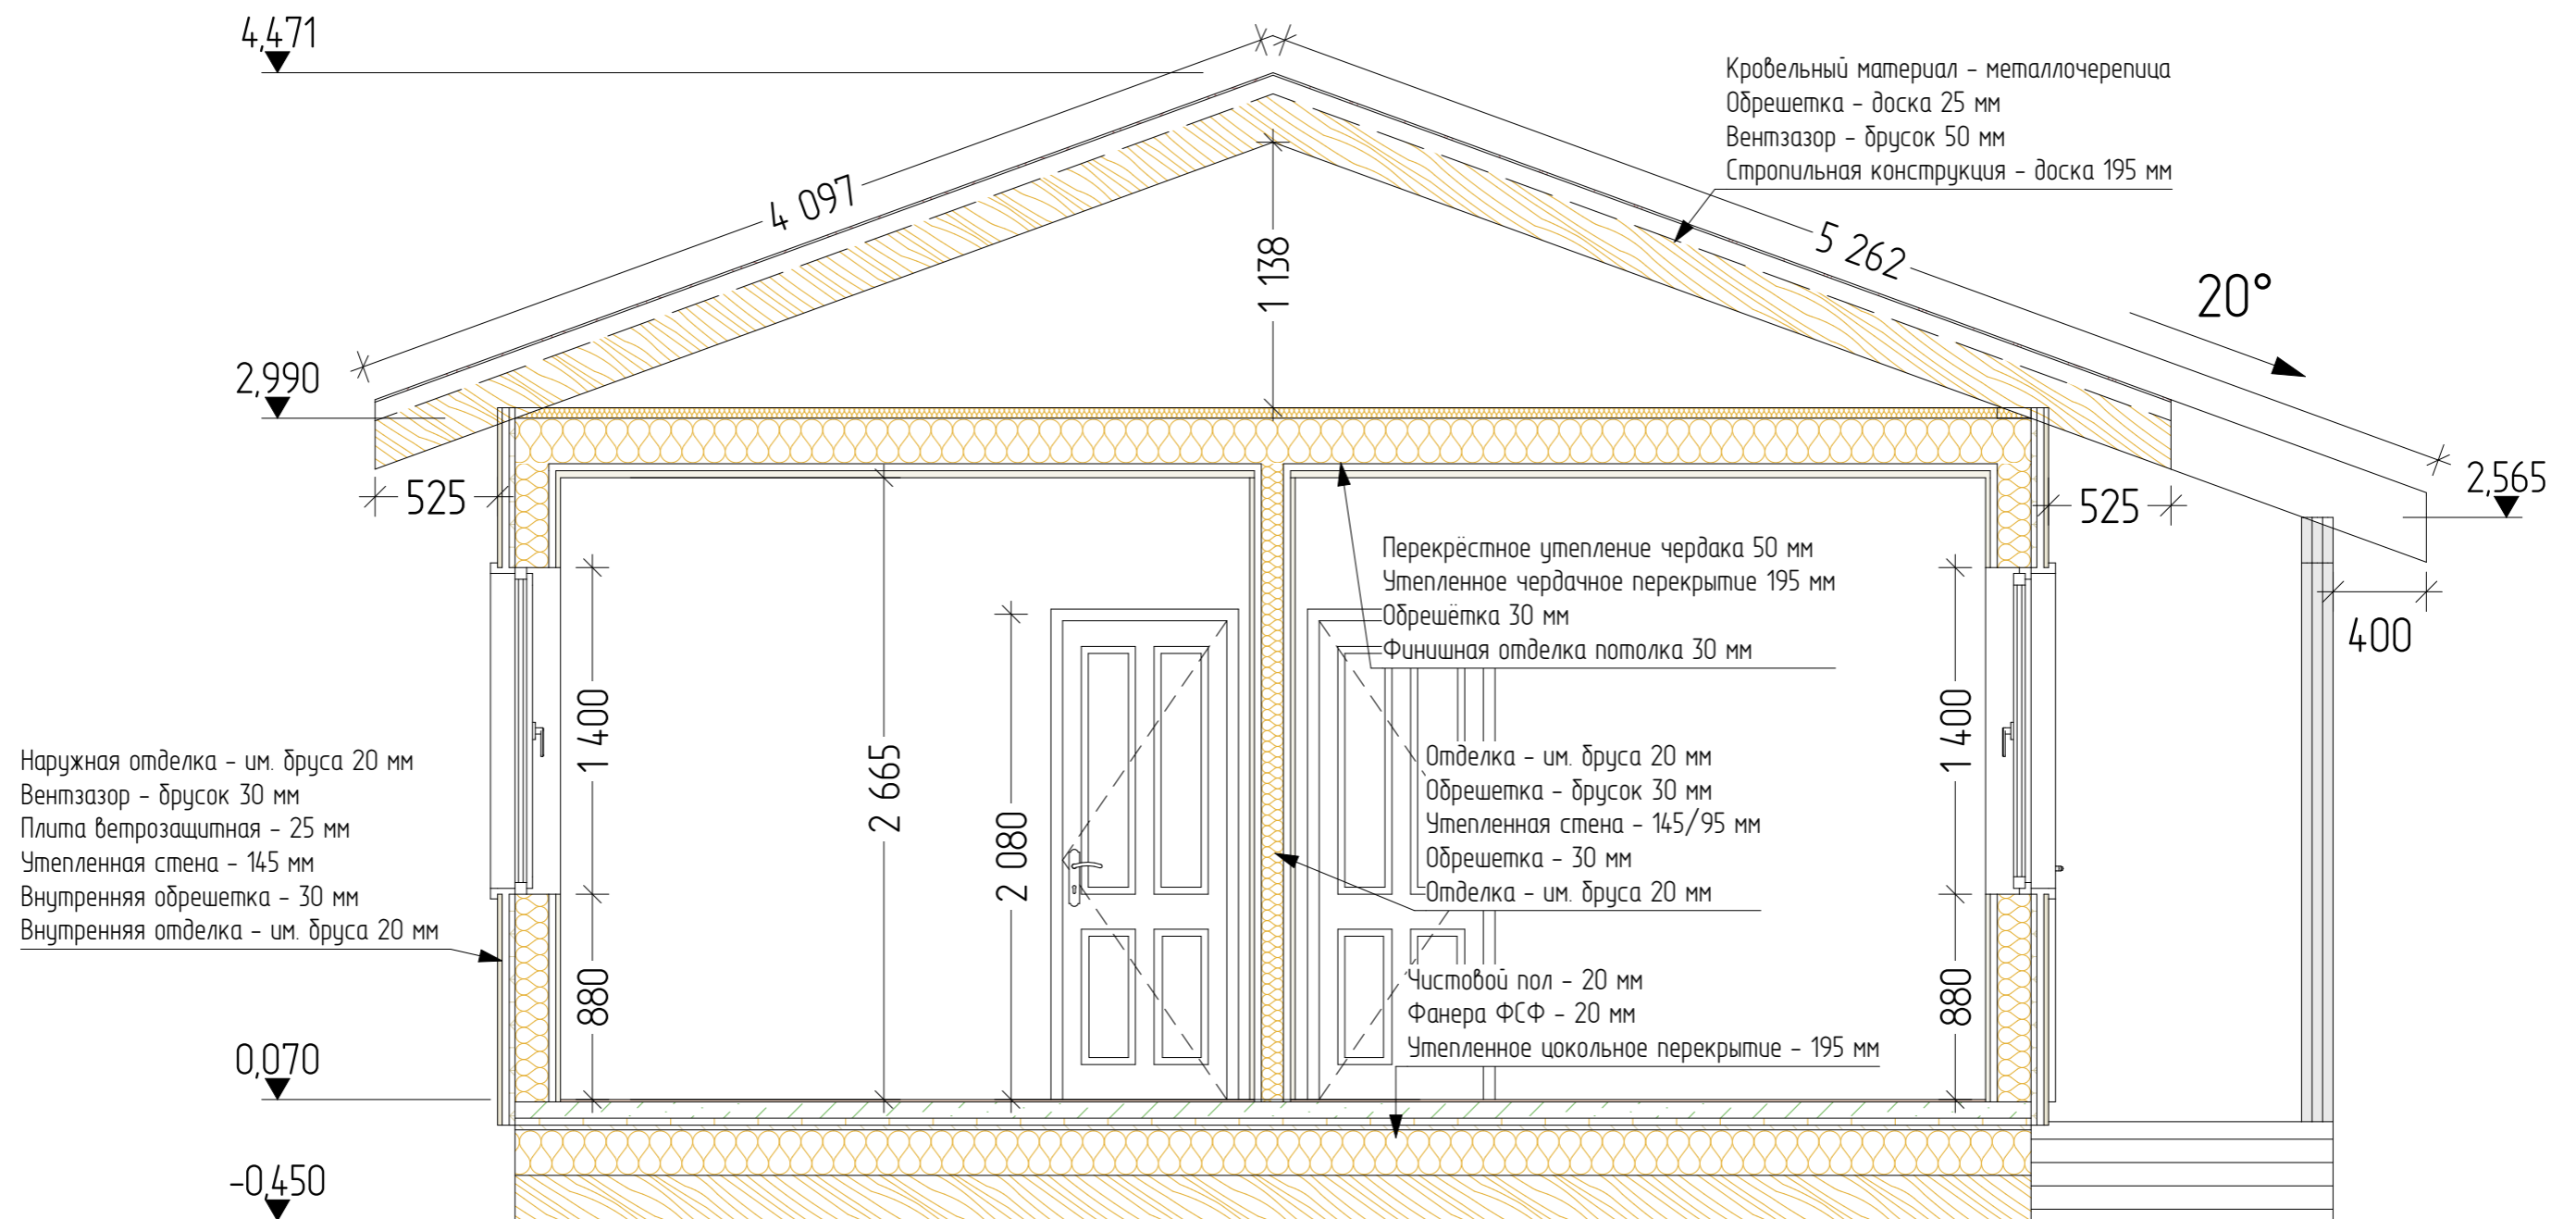 4,471
Кровельный материал - металлочерепица
Обрешетка - доска 25 мм
Вентзазор - брусок 50 мм
Стропильная конструкция - доска 195 мм
4 097
5 262
1 138
20°
2,990
2,565
525
525
400
Перекрёстное утепление чердака 50 мм
Утепленное чердачное перекрытие 195 мм
Обрешётка 30 мм
Финишная отделка потолка 30 мм
1 400
2 665
2 080
1 400
Наружная отделка - им. бруса 20 мм
Вентзазор - брусок 30 мм
Плита ветрозащитная - 25 мм
Утепленная стена - 145 мм
Внутренняя обрешетка - 30 мм
Внутренняя отделка - им. бруса 20 мм
Отделка - им. бруса 20 мм
Обрешетка - брусок 30 мм
Утепленная стена - 145/95 мм
Обрешетка - 30 мм
Отделка - им. бруса 20 мм
880
880
Чистовой пол - 20 мм
Фанера ФСФ - 20 мм
Утепленное цокольное перекрытие - 195 мм
0,070
-0,450